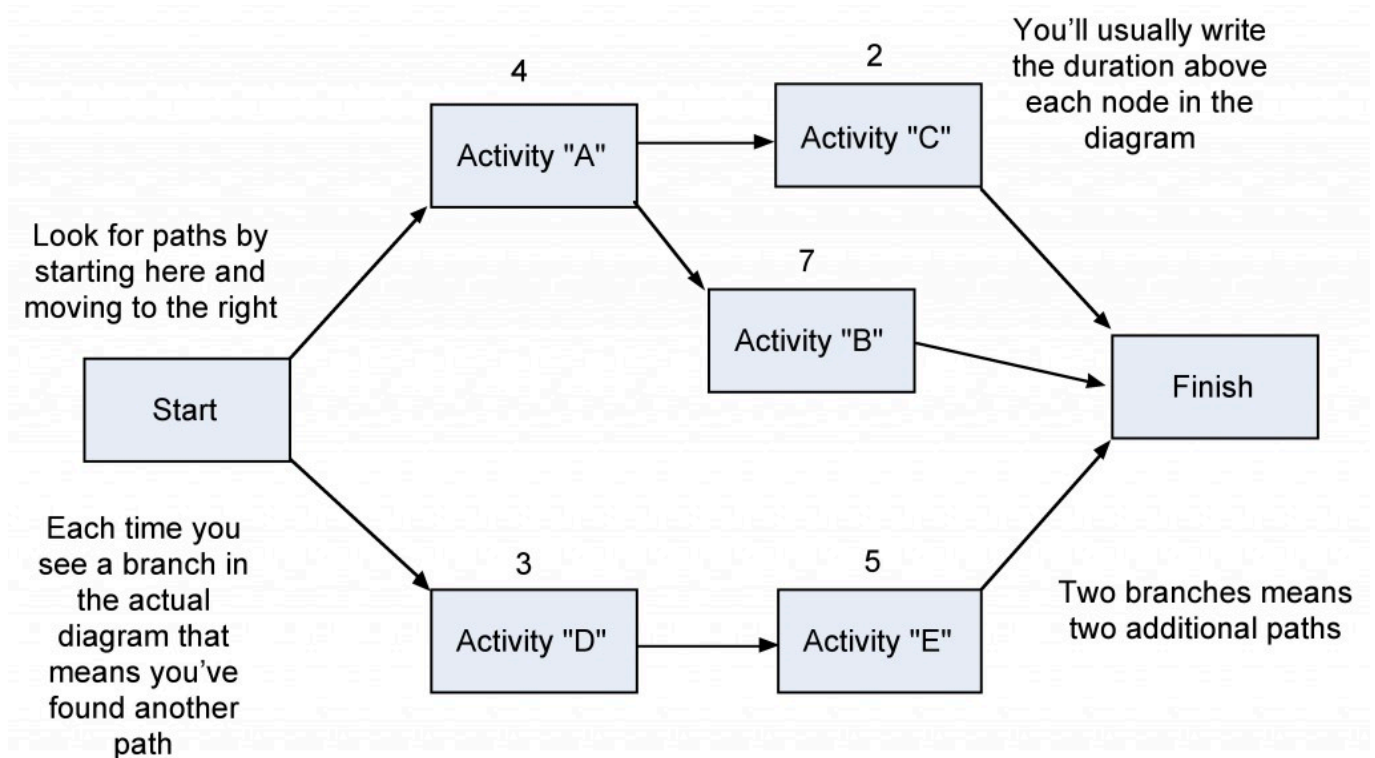 You’ll usually write
the duration above
each node in the
diagram
4
2
Activity "A"
Activity "C"
Look for paths by
starting here and
moving to the right
7
Activity "B"
Start
Finish
Each time you
see a branch in
the actual
diagram that
means you’ve
found another
path
3
5
Activity "D"
Activity "E"
Two branches means
two additional paths